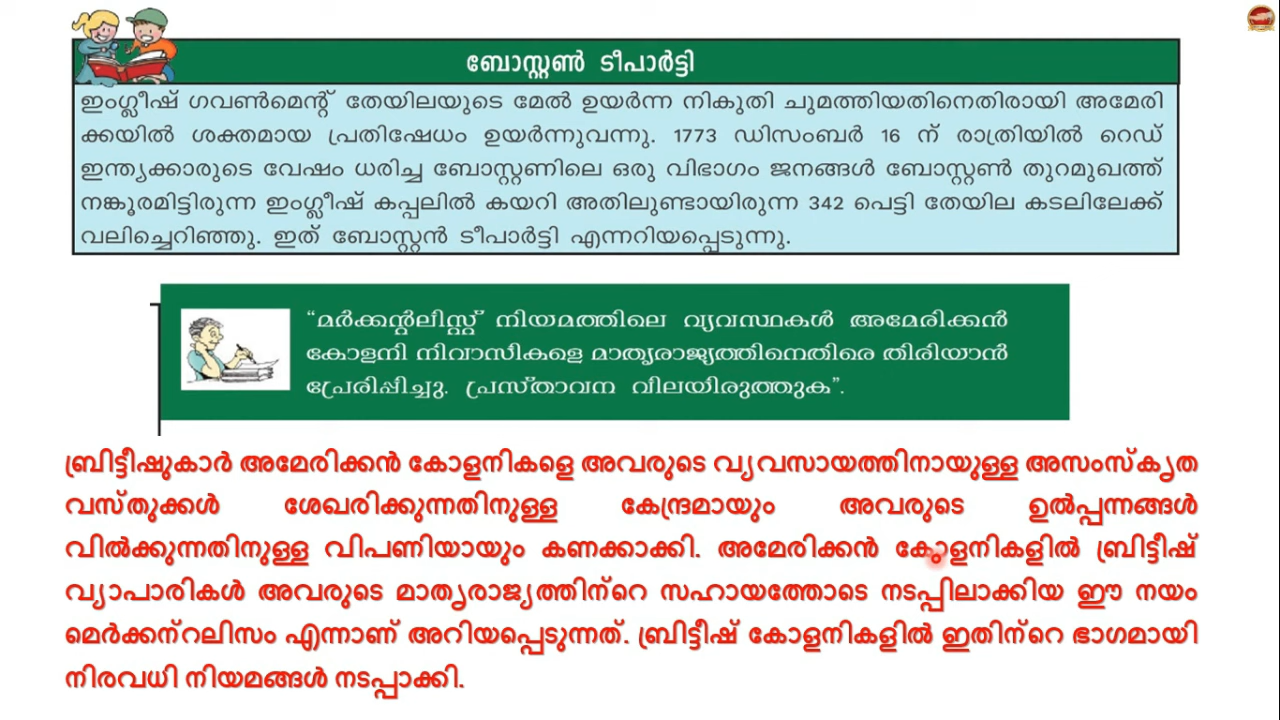 ബോസ്റ്റൺ ടീപാർട്ടി
ഇംഗ്ലീഷ് ഗവൺമെന്റ് തേയിലയുടെ മേൽ ഉയർന്ന നികുതി ചുമത്തിയതിനെതിരായി അമേരി
ക്കയിൽ ശക്തമായ പ്രതിഷേധം ഉയർന്നുവന്നു. 1773 ഡിസംബർ 16 ന് രാത്രിയിൽ റെഡ്
ഇന്ത്യക്കാരുടെ വേഷം ധരിച്ച ബോസ്റ്റണിലെ ഒരു വിഭാഗം ജനങ്ങൾ ബോസ്റ്റൺ തുറമുഖത്ത്
നങ്കൂരമിട്ടിരുന്ന ഇംഗ്ലീഷ് കപ്പലിൽ കയറി അതിലുണ്ടായിരുന്ന 342 പെട്ടി തേയില കടലിലേക്ക്
വലിച്ചെറിഞ്ഞു. ഇത് ബോസ്റ്റൻ ടീപാർട്ടി എന്നറിയപ്പെടുന്നു.
“മർക്കന്റലിസ്റ്റ് നിയമത്തിലെ വ്യവസ്ഥകൾ അമേരിക്കൻ
കോളനി നിവാസികളെ മാതൃരാജ്യത്തിനെതിരെ തിരിയാൻ
പ്രേരിപ്പിച്ചു. പ്രസ്താവന വിലയിരുത്തുക”.
ബ്രിട്ടീഷുകാർ അമേരിക്കൻ കോളനികളെ അവരുടെ വ്യവസായത്തിനായുള്ള അസംസ്കൃത
വസ്തുക്കൾ ശേഖരിക്കുന്നതിനുള്ള കേന്ദ്രമായും അവരുടെ ഉൽപ്പന്നങ്ങൾ
വിൽക്കുന്നതിനുള്ള വിപണിയായും കണക്കാക്കി. അമേരിക്കൻ കോളനികളിൽ ബ്രിട്ടീഷ്
വ്യാപാരികൾ അവരുടെ മാതൃരാജ്യത്തിന്റെ സഹായത്തോടെ നടപ്പിലാക്കിയ ഈ നയം
മെർക്കന്റലിസം എന്നാണ് അറിയപ്പെടുന്നത്. ബ്രിട്ടീഷ് കോളനികളിൽ ഇതിന്റെ ഭാഗമായി
നിരവധി നിയമങ്ങൾ നടപ്പാക്കി.